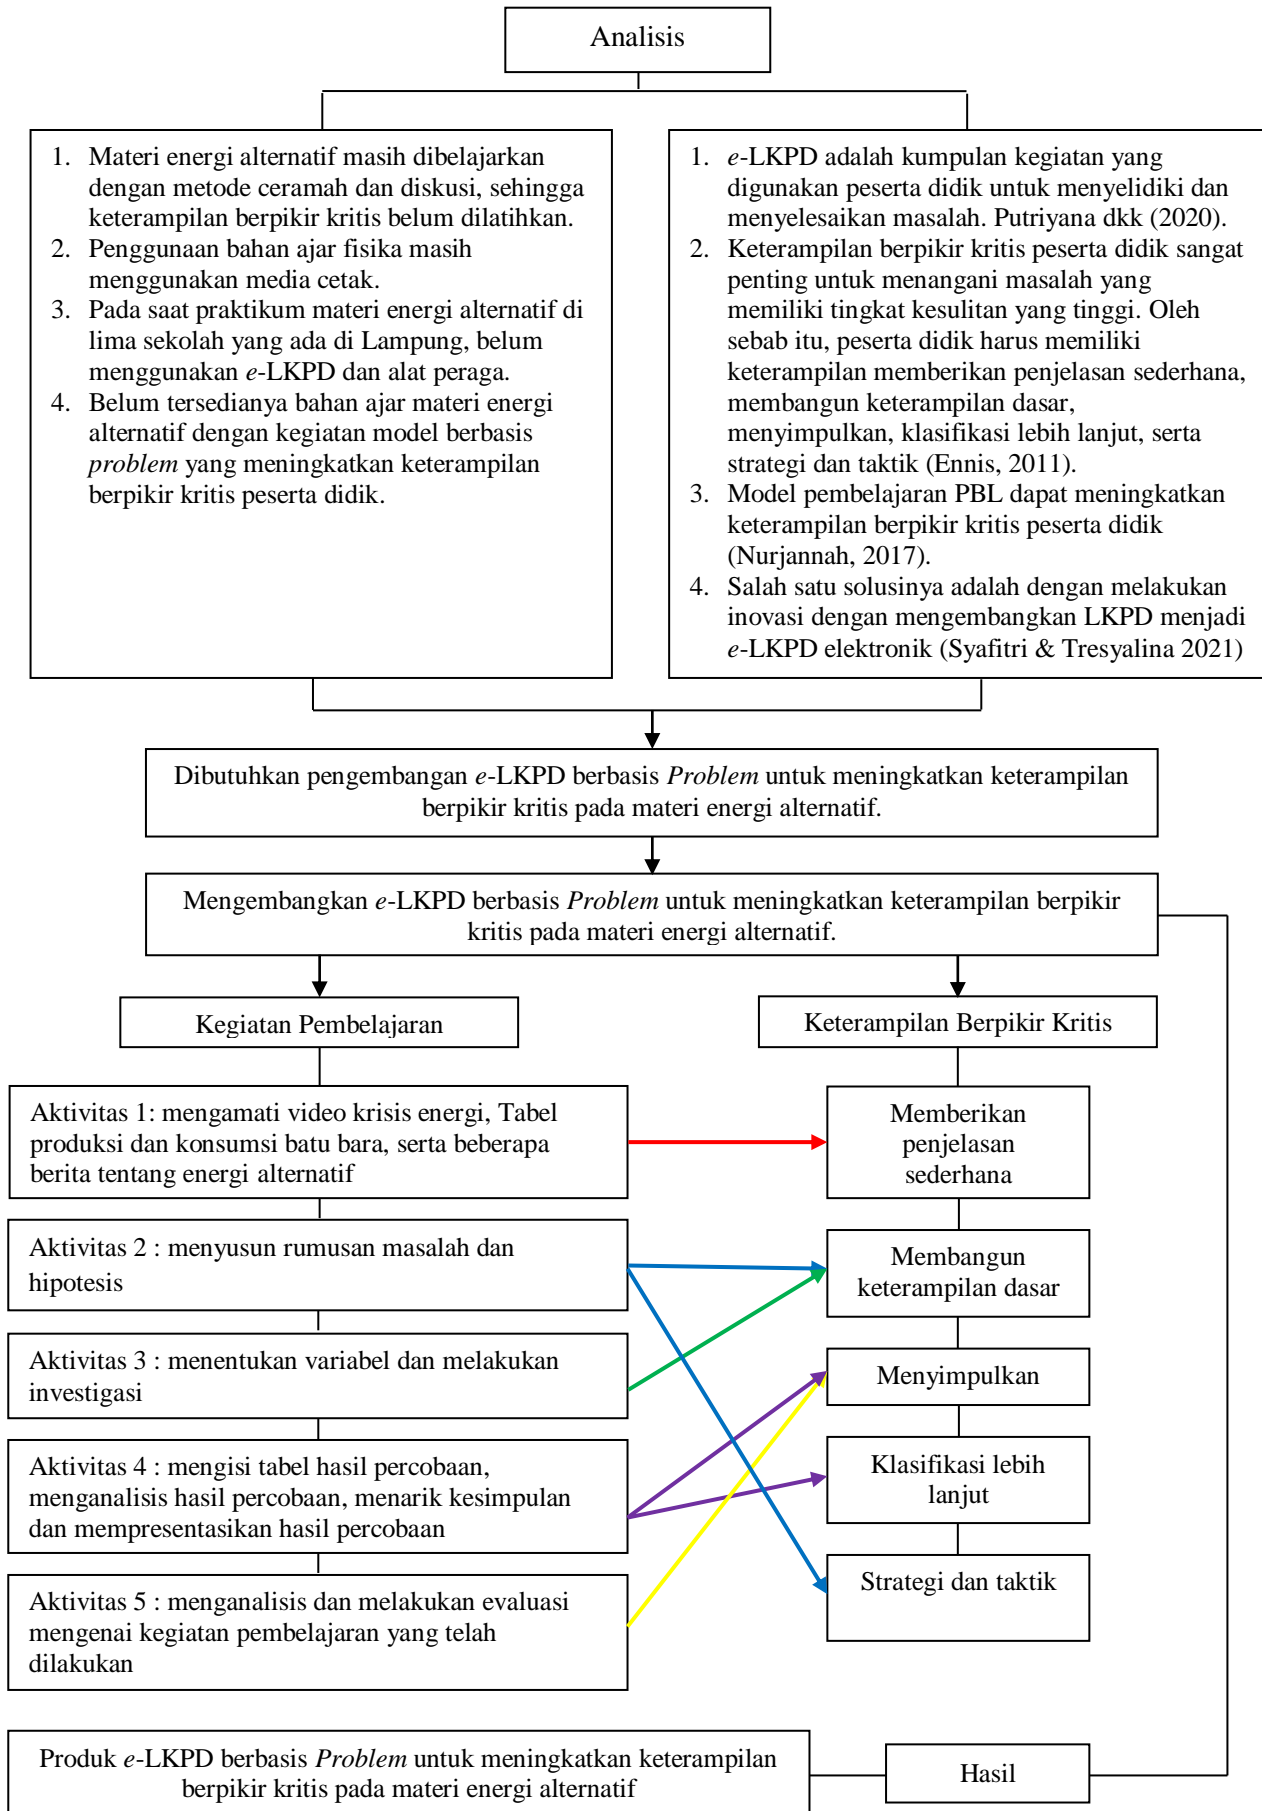 Analisis
1. Materi energi alternatif masih dibelajarkan
dengan metode ceramah dan diskusi, sehingga
keterampilan berpikir kritis belum dilatihkan.
2. Penggunaan bahan ajar fisika masih
menggunakan media cetak.
3. Pada saat praktikum materi energi alternatif di
lima sekolah yang ada di Lampung, belum
menggunakan e-LKPD dan alat peraga.
4. Belum tersedianya bahan ajar materi energi
alternatif dengan kegiatan model berbasis
problem yang meningkatkan keterampilan
berpikir kritis peserta didik.
1. e-LKPD adalah kumpulan kegiatan yang
digunakan peserta didik untuk menyelidiki dan
menyelesaikan masalah. Putriyana dkk (2020).
2. Keterampilan berpikir kritis peserta didik sangat
penting untuk menangani masalah yang
memiliki tingkat kesulitan yang tinggi. Oleh
sebab itu, peserta didik harus memiliki
keterampilan memberikan penjelasan sederhana,
membangun keterampilan dasar,
menyimpulkan, klasifikasi lebih lanjut, serta
strategi dan taktik (Ennis, 2011).
3. Model pembelajaran PBL dapat meningkatkan
keterampilan berpikir kritis peserta didik
(Nurjannah, 2017).
4. Salah satu solusinya adalah dengan melakukan
inovasi dengan mengembangkan LKPD menjadi
e-LKPD elektronik (Syafitri & Tresyalina 2021)
Dibutuhkan pengembangan e-LKPD berbasis Problem untuk meningkatkan keterampilan
berpikir kritis pada materi energi alternatif.
Mengembangkan e-LKPD berbasis Problem untuk meningkatkan keterampilan berpikir
kritis pada materi energi alternatif.
Kegiatan Pembelajaran
Keterampilan Berpikir Kritis
Aktivitas 1: mengamati video krisis energi, Tabel
produksi dan konsumsi batu bara, serta beberapa
berita tentang energi alternatif
Memberikan
penjelasan
sederhana
Aktivitas 2 : menyusun rumusan masalah dan
hipotesis
Membangun
keterampilan dasar
Aktivitas 3 : menentukan variabel dan melakukan
investigasi
Menyimpulkan
Aktivitas 4 : mengisi tabel hasil percobaan,
menganalisis hasil percobaan, menarik kesimpulan
dan mempresentasikan hasil percobaan
Klasifikasi lebih
lanjut
Aktivitas 5 : menganalisis dan melakukan evaluasi
mengenai kegiatan pembelajaran yang telah
dilakukan
Strategi dan taktik
Produk e-LKPD berbasis Problem untuk meningkatkan keterampilan
berpikir kritis pada materi energi alternatif
Hasil